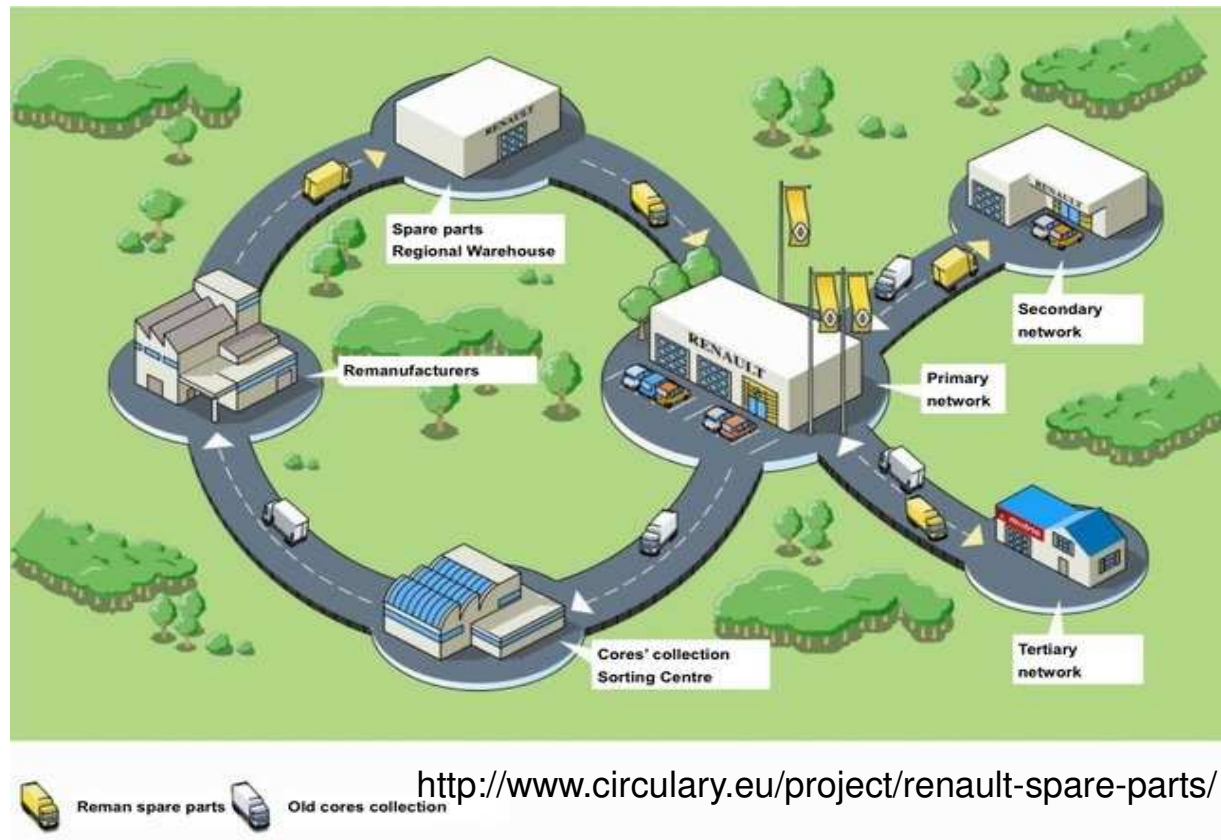 RENAULT
Spare parts
Regional Warehouse
RENAULT
Secondary
network
Remanufacturers
RENAULT
Primary
network
Cores' collection
Sorting Centre
Tertiary
network
Reman spare parts
Old cores collection
http://www.circulary.eu/project/renault-spare-parts/